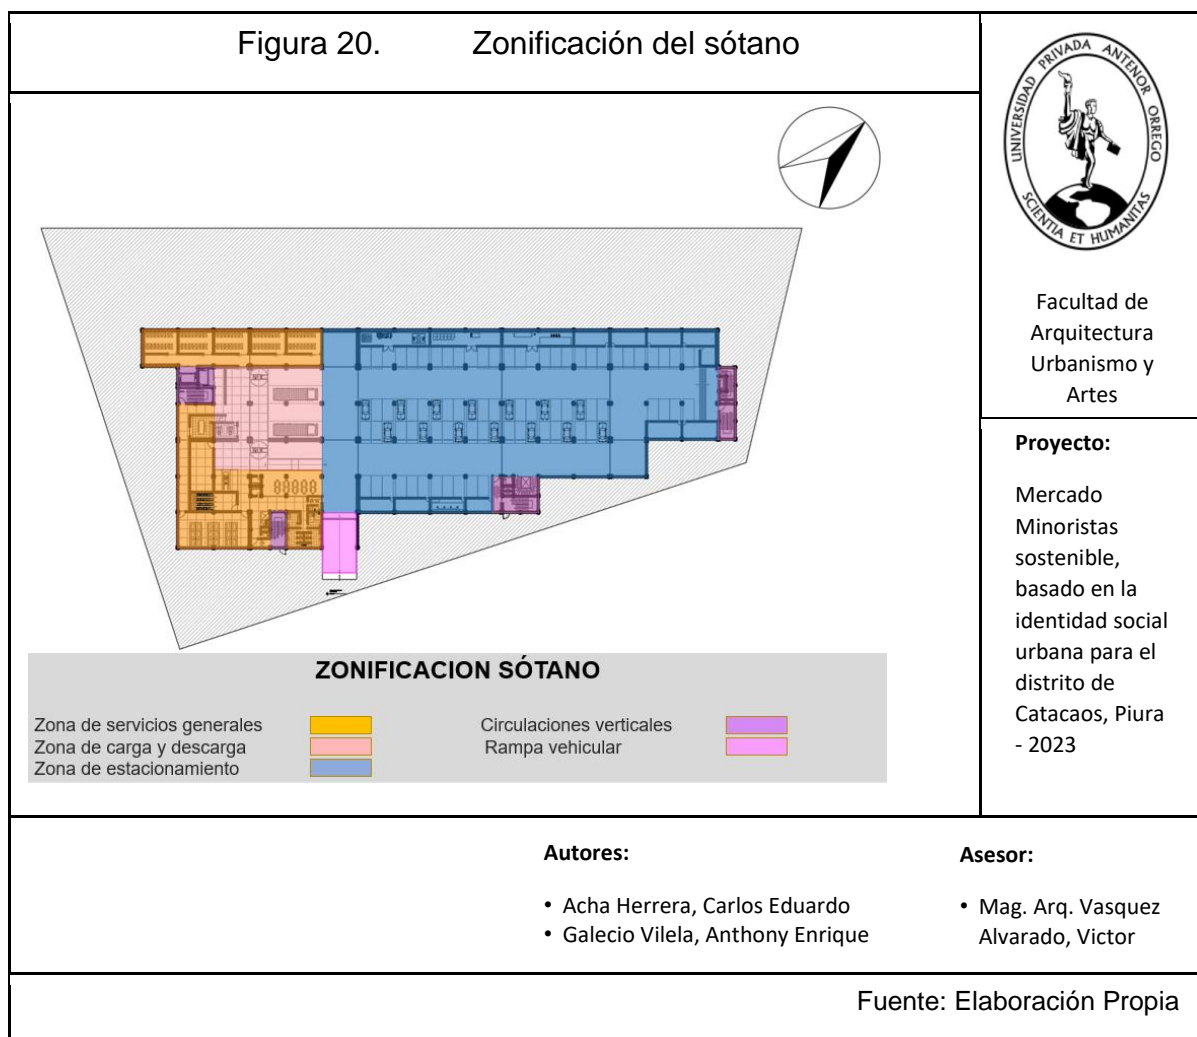 Figura 20. Zonificación del sótano
UNIVERSIDAD PRIVADA ANTENOR ORREGO
SCIENTIA ET HUMANITAS
Facultad de
Arquitectura
Urbanismo y
Artes
Proyecto:
Mercado
Minoristas
sostenible,
basado en la
identidad social
urbana para el
distrito de
Catacaos, Piura
- 2023
ZONIFICACION SÓTANO
Zona de servicios generales
Zona de carga y descarga
Zona de estacionamiento
Circulaciones verticales
Rampa vehicular
Autores:
• Acha Herrera, Carlos Eduardo
• Galecio Vilela, Anthony Enrique
Asesor:
• Mag. Arq. Vasquez
Alvarado, Victor
Fuente: Elaboración Propia